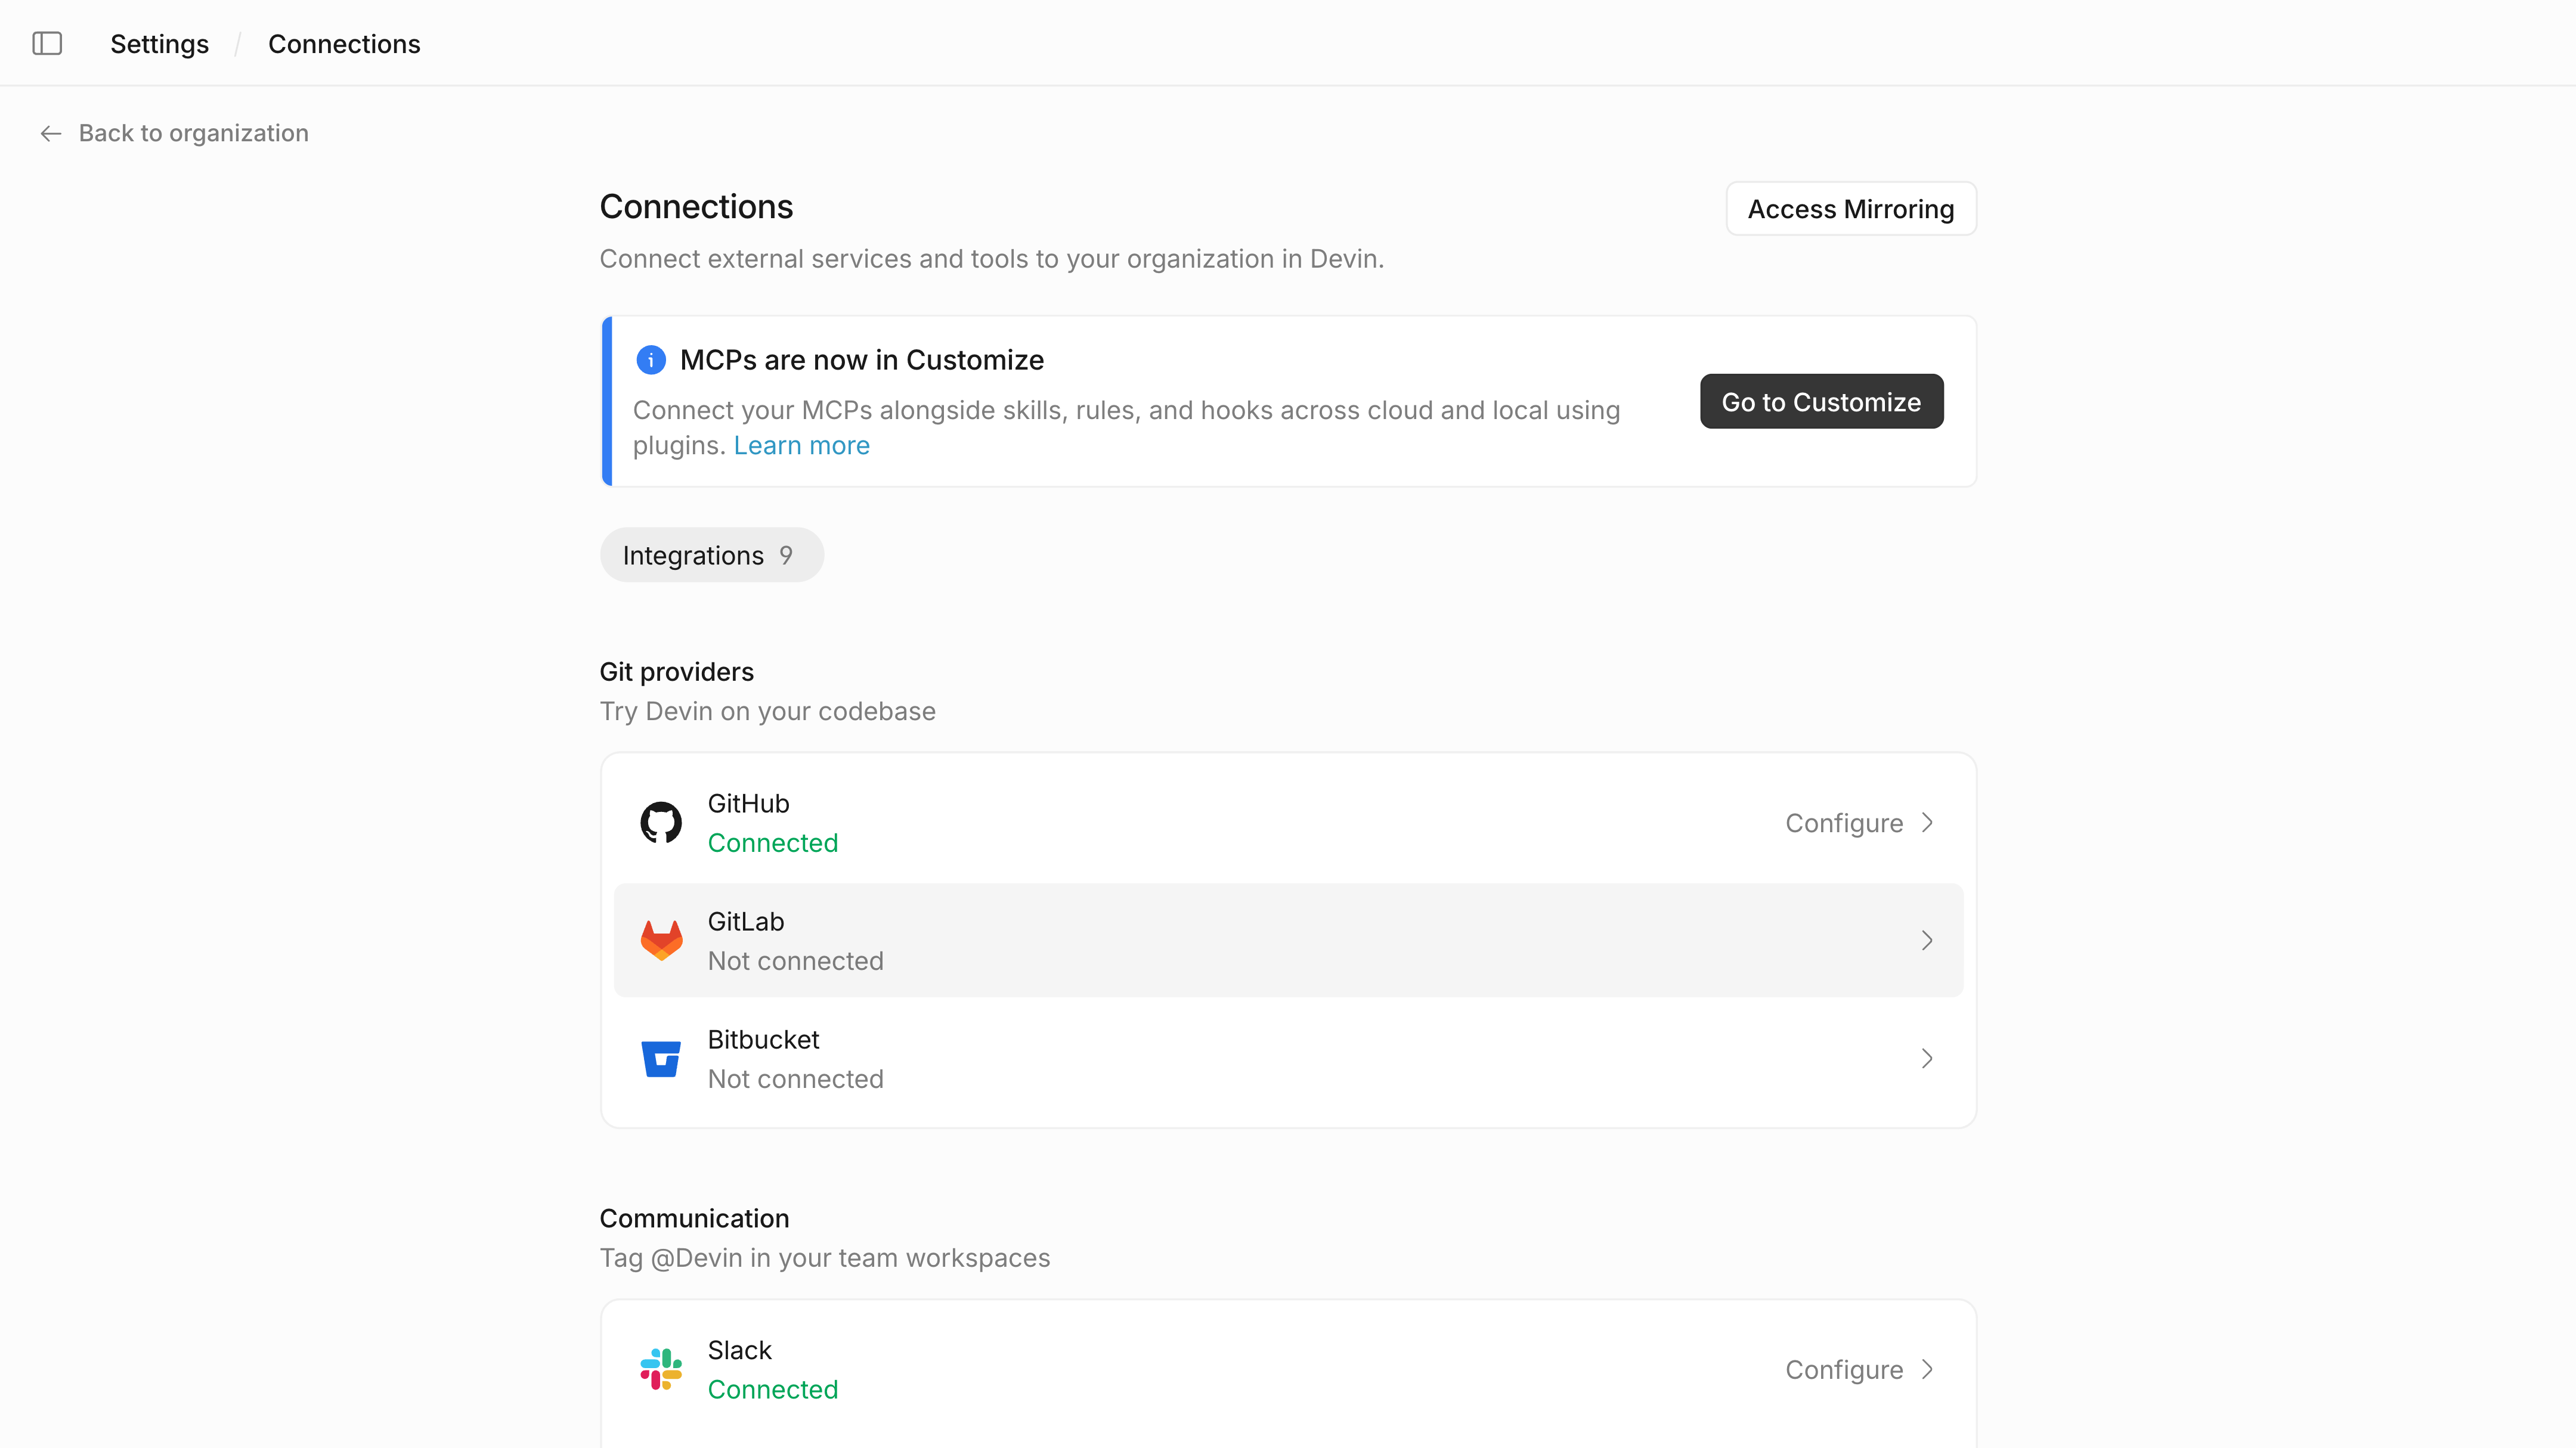 Settings / Connections
Back to organization
Connections
Access Mirroring
Connect external services and tools to your organization in Devin.
MCPs are now in Customize
Connect your MCPs alongside skills, rules, and hooks across cloud and local using
plugins. Learn more
Go to Customize
Integrations 9
Git providers
Try Devin on your codebase
GitHub
Connected
Configure
GitLab
Not connected
Bitbucket
Not connected
Communication
Tag @Devin in your team workspaces
Slack
Connected
Configure